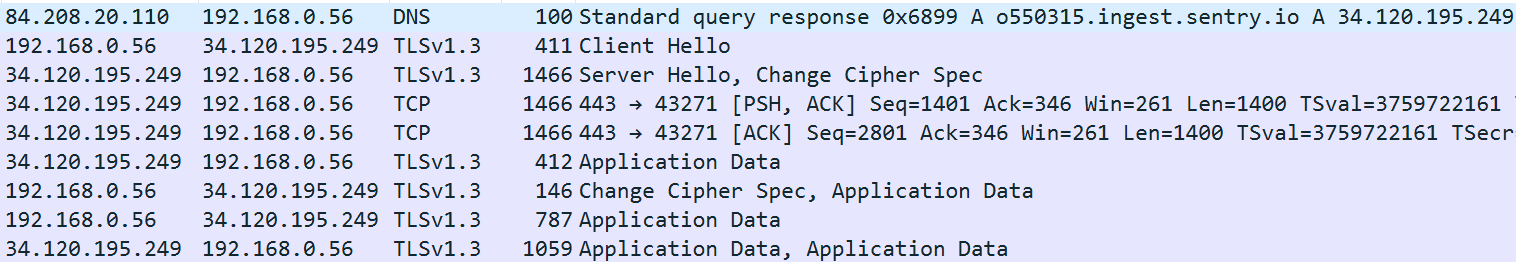 84.208.20.110 192.168.0.56 DNS 100 Standard query response 0x6899 A o550315.ingest.sentry.io A 34.120.195.249
192.168.0.56 34.120.195.249 TLSv1.3 411 Client Hello
34.120.195.249 192.168.0.56 TLSv1.3 1466 Server Hello, Change Cipher Spec
34.120.195.249 192.168.0.56 TCP 1466 443 → 43271 [PSH, ACK] Seq=1401 Ack=346 Win=261 Len=1400 TSval=3759722161
34.120.195.249 192.168.0.56 TCP 1466 443 → 43271 [ACK] Seq=2801 Ack=346 Win=261 Len=1400 TSval=3759722161 TSecr
34.120.195.249 192.168.0.56 TLSv1.3 412 Application Data
192.168.0.56 34.120.195.249 TLSv1.3 146 Change Cipher Spec, Application Data
192.168.0.56 34.120.195.249 TLSv1.3 787 Application Data
34.120.195.249 192.168.0.56 TLSv1.3 1059 Application Data, Application Data